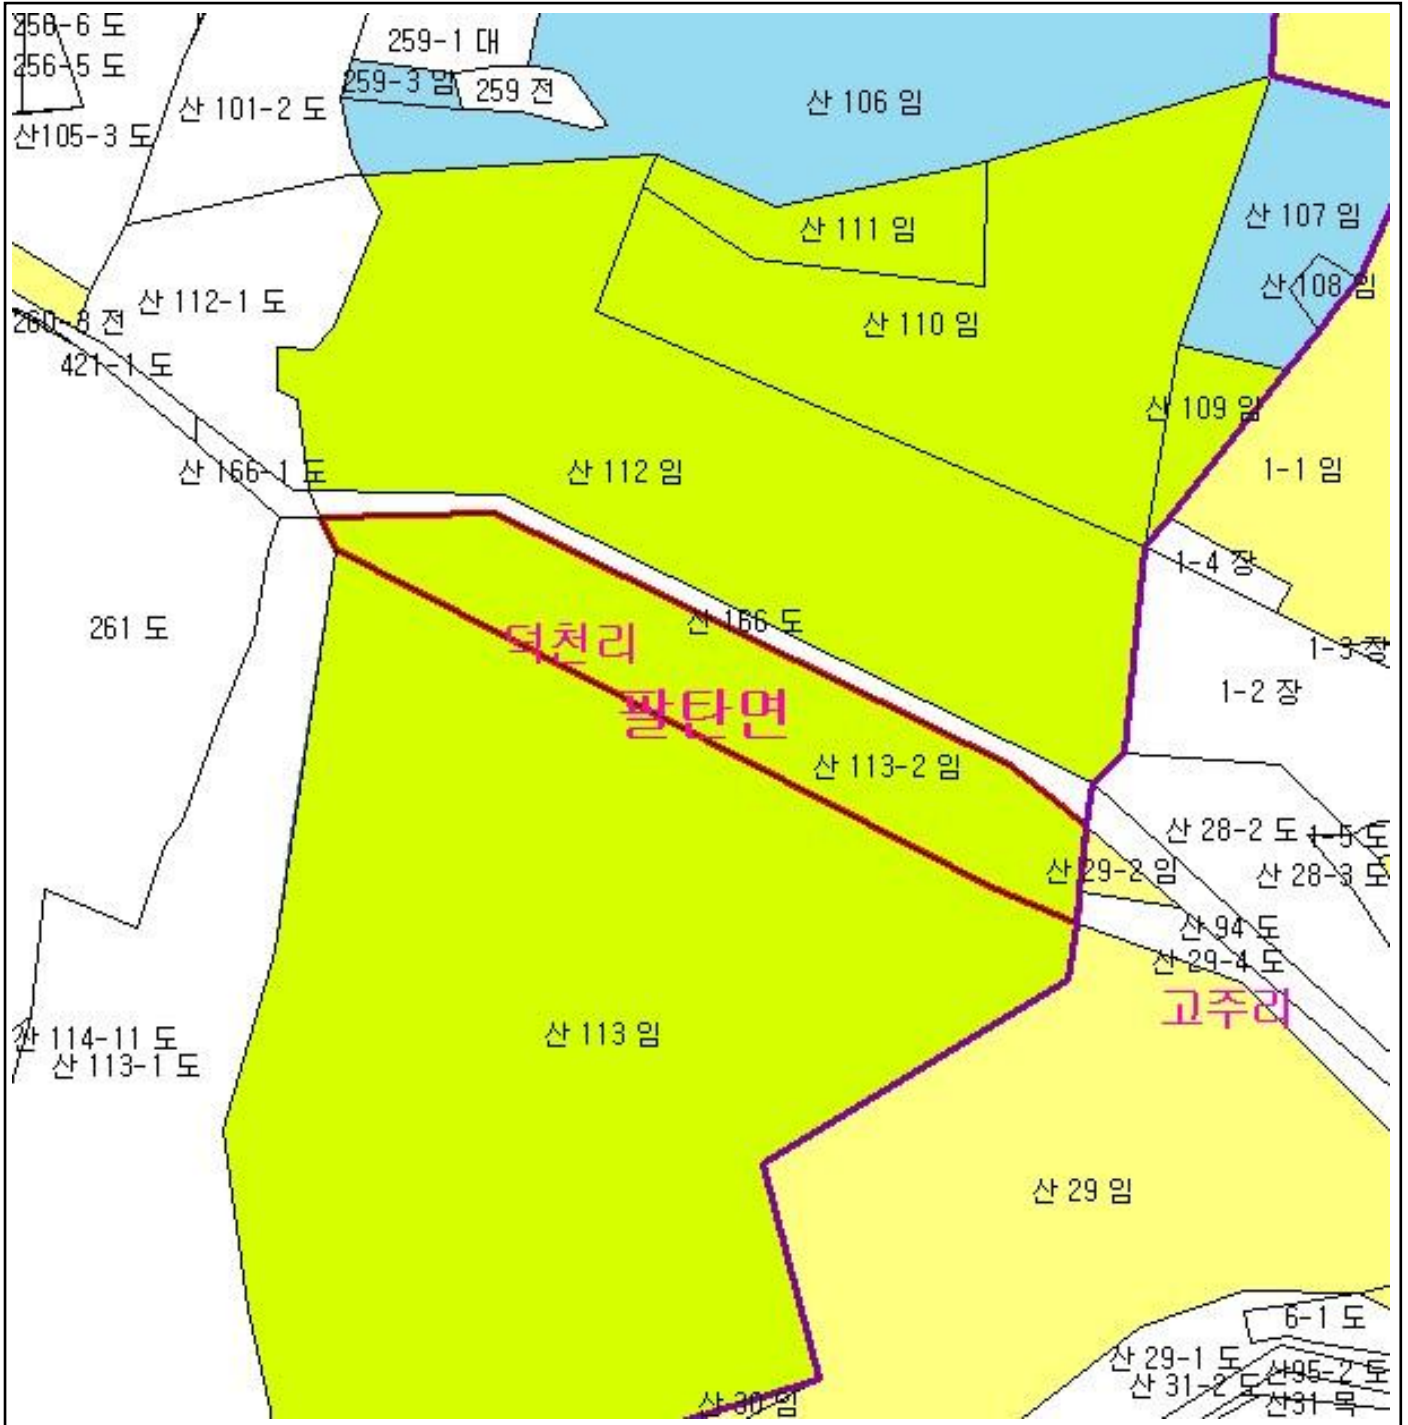 256-6 도
259-1 대
256-5 도
259-3 임
259 전
산 101-2 도
산 106 임
산105-3 도
산 107 임
산 111 임
산 108 임
산 112-1 도
260-8 전
산 110 임
421-1 도
산 109 임
산 166-1 도
산 112 임
1-1 임
1-4 장
261 도
산 166 도
덕천리
1-3 장
1-2 장
팔탄면
산 113-2 임
산 28-2 도
1-5 도
산 29-2 임
산 28-3 도
산 94 도
산 29-4 도
고주리
산 114-11 도
산 113 임
산 113-1 도
산 29 임
6-1 도
산 29-1 도
산95-2 도
산 31-2 도
산 30 임
산31 목